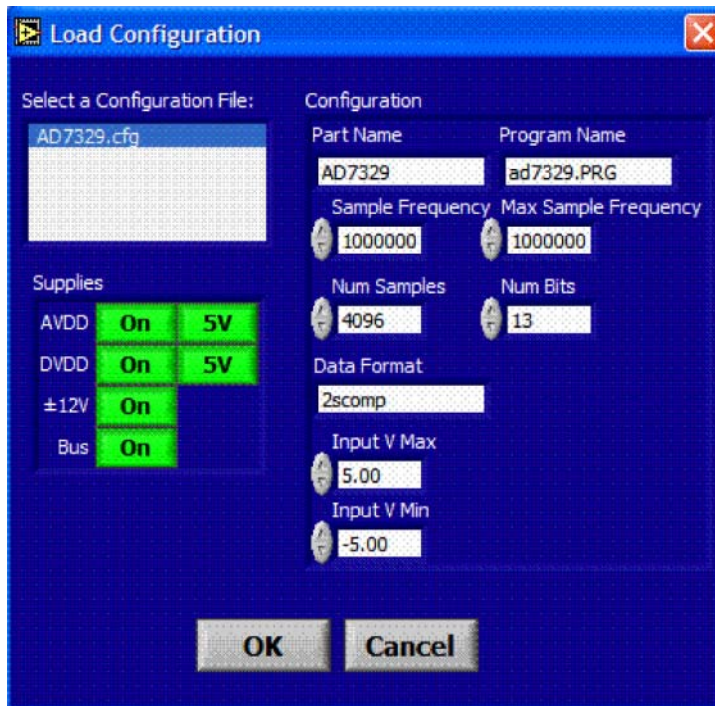 Load Configuration
Select a Configuration File:
AD7329.cfg
Supplies
AVDD On 5V
DVDD On 5V
±12V On
Bus On
Configuration
Part Name Program Name
AD7329 ad7329.PRG
Sample Frequency Max Sample Frequency
1000000 1000000
Num Samples Num Bits
4096 13
Data Format
2scomp
Input V Max
5.00
Input V Min
-5.00
OK Cancel